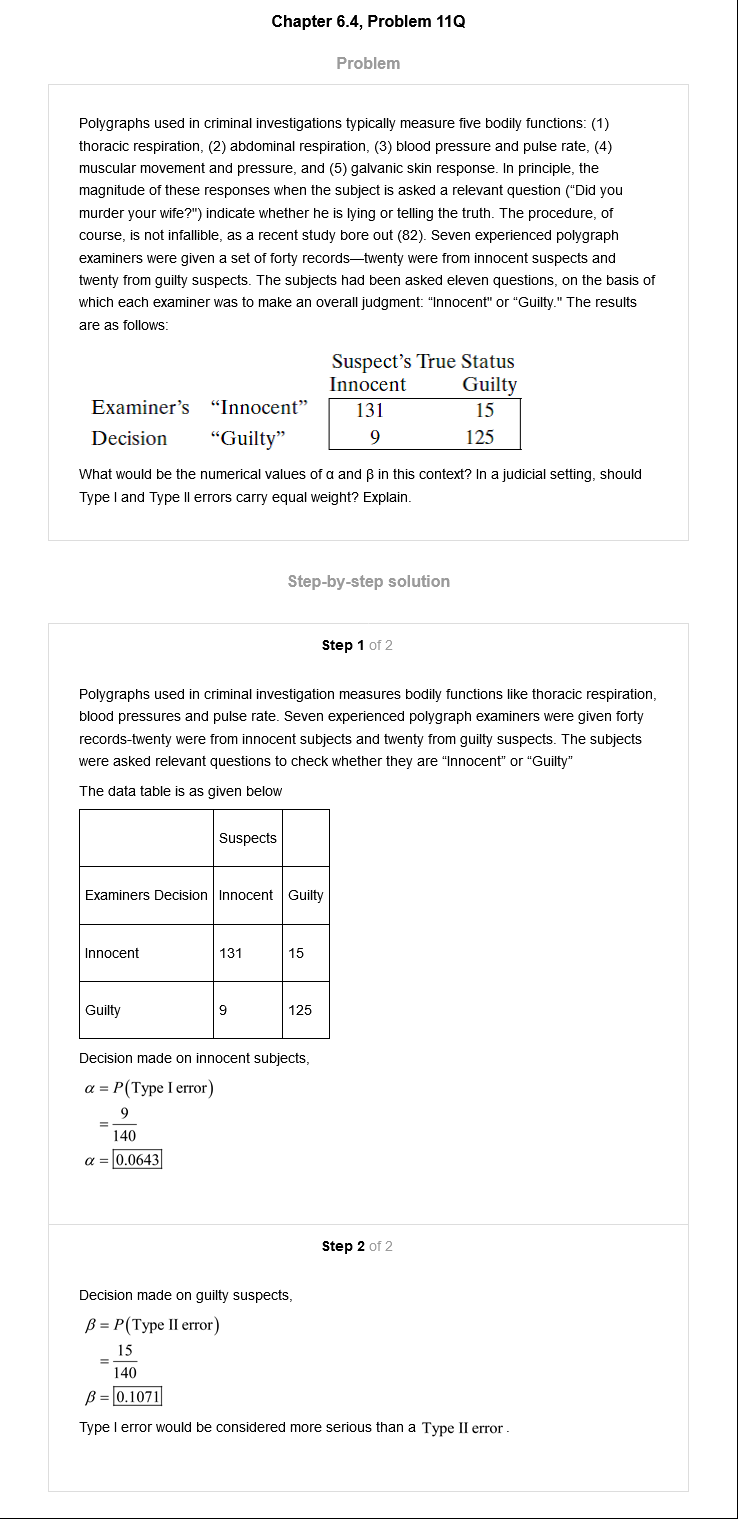 Chapter 6.4, Problem 11Q
Problem
Polygraphs used in criminal investigations typically measure five bodily functions: (1)
thoracic respiration, (2) abdominal respiration, (3) blood pressure and pulse rate, (4)
muscular movement and pressure, and (5) galvanic skin response. In principle, the
magnitude of these responses when the subject is asked a relevant question (“Did you
murder your wife?") indicate whether he is lying or telling the truth. The procedure, of
course, is not infallible, as a recent study bore out (82). Seven experienced polygraph
examiners were given a set of forty records—twenty were from innocent suspects and
twenty from guilty suspects. The subjects had been asked eleven questions, on the basis of
which each examiner was to make an overall judgment: “Innocent" or “Guilty." The results
are as follows:
Suspect’s True Status
Innocent Guilty
Examiner’s “Innocent” 131 15
Decision “Guilty” 9 125
What would be the numerical values of α and β in this context? In a judicial setting, should
Type I and Type II errors carry equal weight? Explain.
Step-by-step solution
Step 1 of 2
Polygraphs used in criminal investigation measures bodily functions like thoracic respiration,
blood pressures and pulse rate. Seven experienced polygraph examiners were given forty
records-twenty were from innocent subjects and twenty from guilty suspects. The subjects
were asked relevant questions to check whether they are “Innocent” or “Guilty”
The data table is as given below
Suspects
Examiners Decision Innocent Guilty
Innocent 131 15
Guilty 9 125
Decision made on innocent subjects,
α = P(Type I error)
= 9/140
α = 0.0643
Step 2 of 2
Decision made on guilty suspects,
β = P(Type II error)
= 15/140
β = 0.1071
Type I error would be considered more serious than a Type II error .